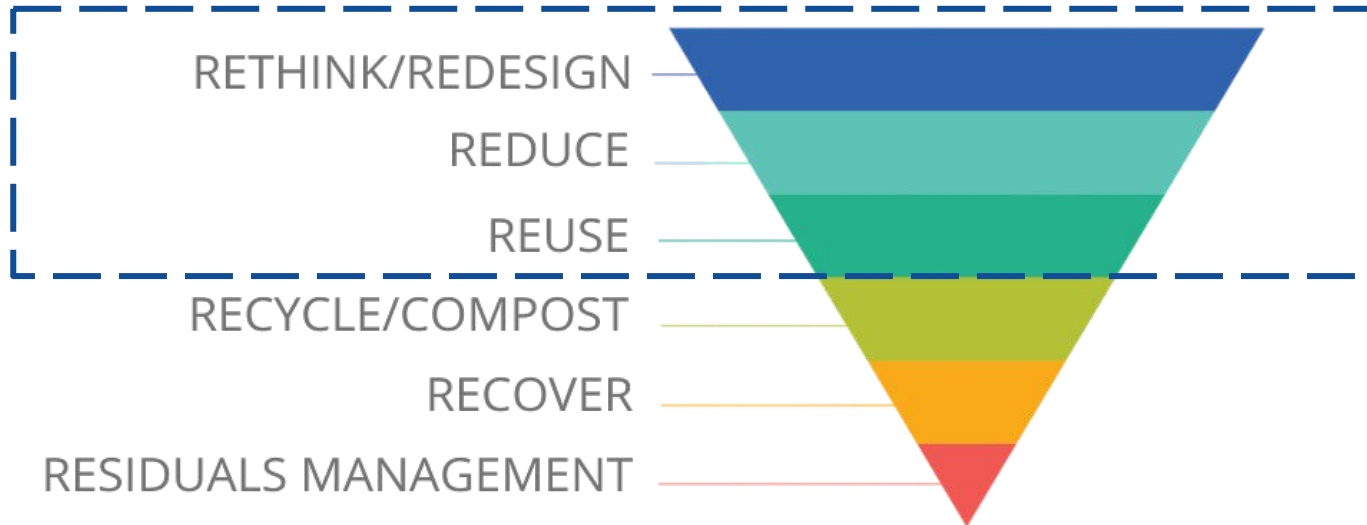 RETHINK/REDESIGN
REDUCE
REUSE
RECYCLE/COMPOST
RECOVER
RESIDUALS MANAGEMENT